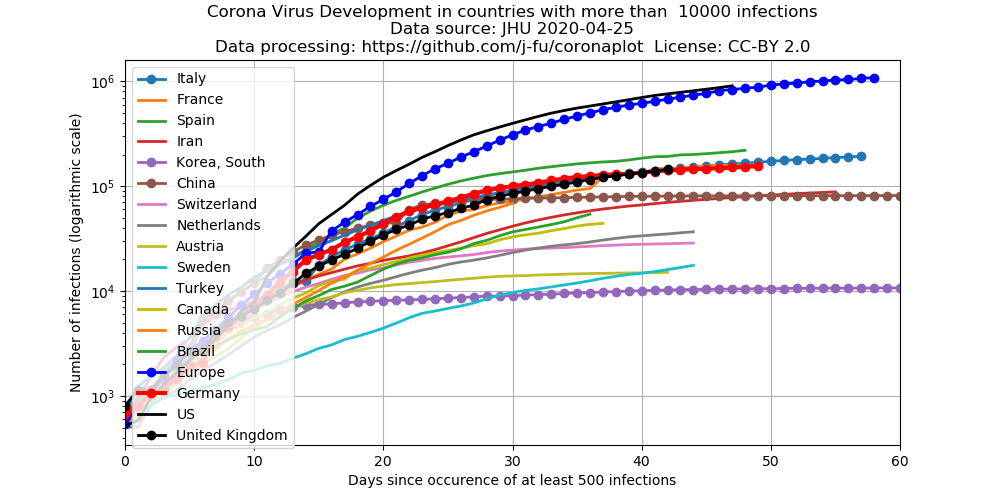 Corona Virus Development in countries with more than  10000 infections
Data source: JHU 2020-04-25
Data processing: https://github.com/j-fu/coronaplot  License: CC-BY 2.0
Number of infections (logarithmic scale)
10⁶
10⁵
10⁴
10³
Italy
France
Spain
Iran
Korea, South
China
Switzerland
Netherlands
Austria
Sweden
Turkey
Canada
Russia
Brazil
Europe
Germany
US
United Kingdom
0 10 20 30 40 50 60
Days since occurence of at least 500 infections